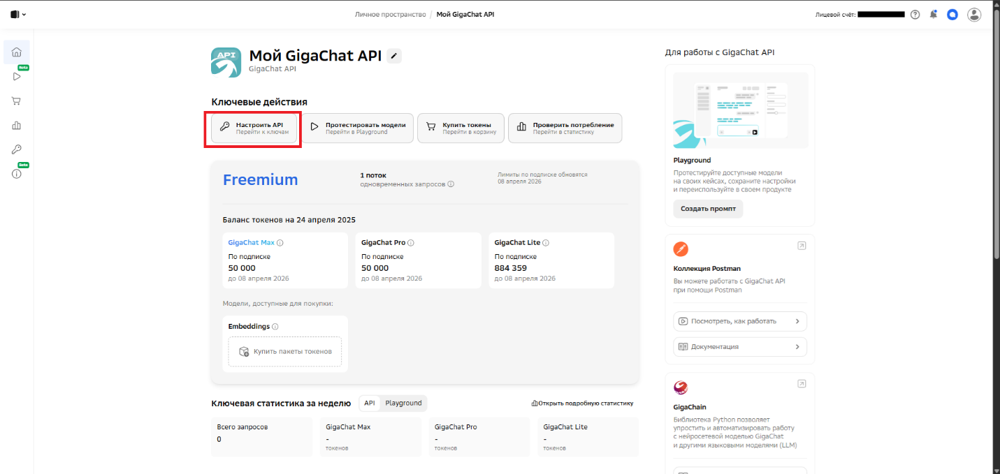 Личное пространство / Мой GigaChat API
Лицевой счёт:
Beta
Beta
API
Мой GigaChat API
GigaChat API
Ключевые действия
Настроить API
Перейти к ключам
Протестировать модели
Перейти в Playground
Купить токены
Перейти в корзину
Проверить потребление
Перейти в статистику
Freemium
1 поток
одновременных запросов
Лимиты по подписке обновятся
08 апреля 2026
Баланс токенов на 24 апреля 2025
GigaChat Max
По подписке
50 000
до 08 апреля 2026
GigaChat Pro
По подписке
50 000
до 08 апреля 2026
GigaChat Lite
По подписке
884 359
до 08 апреля 2026
Модели, доступные для покупки:
Embeddings
Купить пакеты токенов
Ключевая статистика за неделю
API
Playground
Открыть подробную статистику
Всего запросов
0
GigaChat Max
-
токенов
GigaChat Pro
-
токенов
GigaChat Lite
-
токенов
Для работы с GigaChat API
Playground
Протестируйте доступные модели
на своих кейсах, сохраните настройки
и переиспользуйте в своем продукте
Создать промпт
Коллекция Postman
Вы можете работать с GigaChat API
при помощи Postman
Посмотреть, как работать
Документация
GigaChain
Библиотека Python позволяет
упростить и автоматизировать работу
с нейросетевой моделью GigaChat
и другими языковыми моделями (LLM)